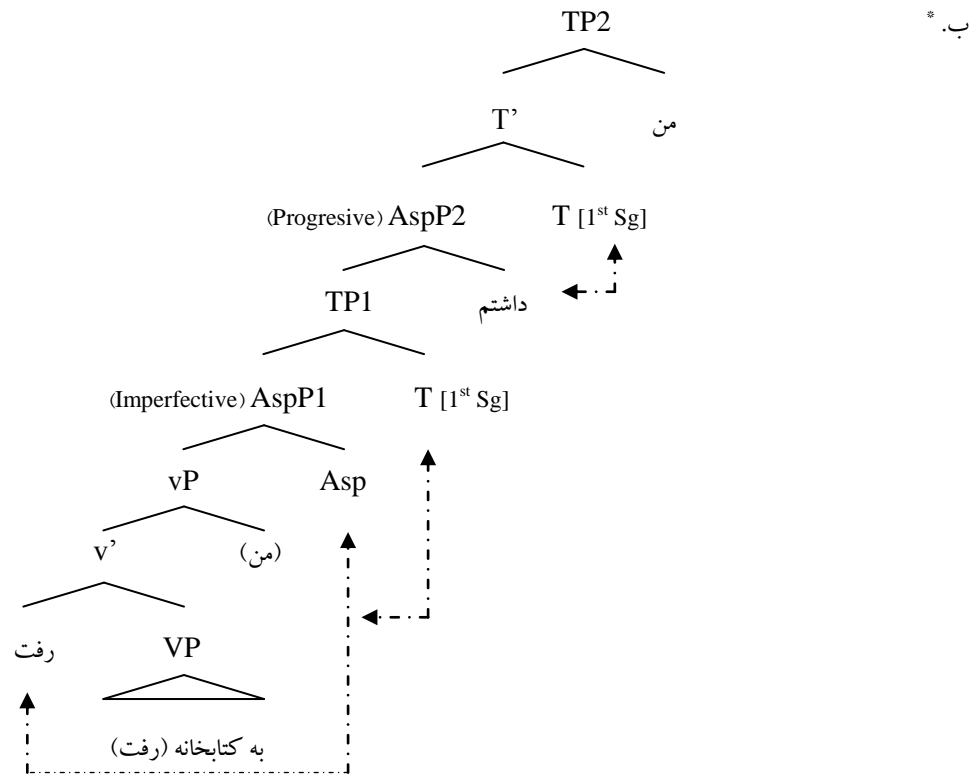 ب. *
TP2
من T’
T [1st Sg] (Progresive) AspP2
داشتم TP1
T [1st Sg] (Imperfective) AspP1
Asp vP
(من) v’
VP رفت
به کتابخانه (رفت)